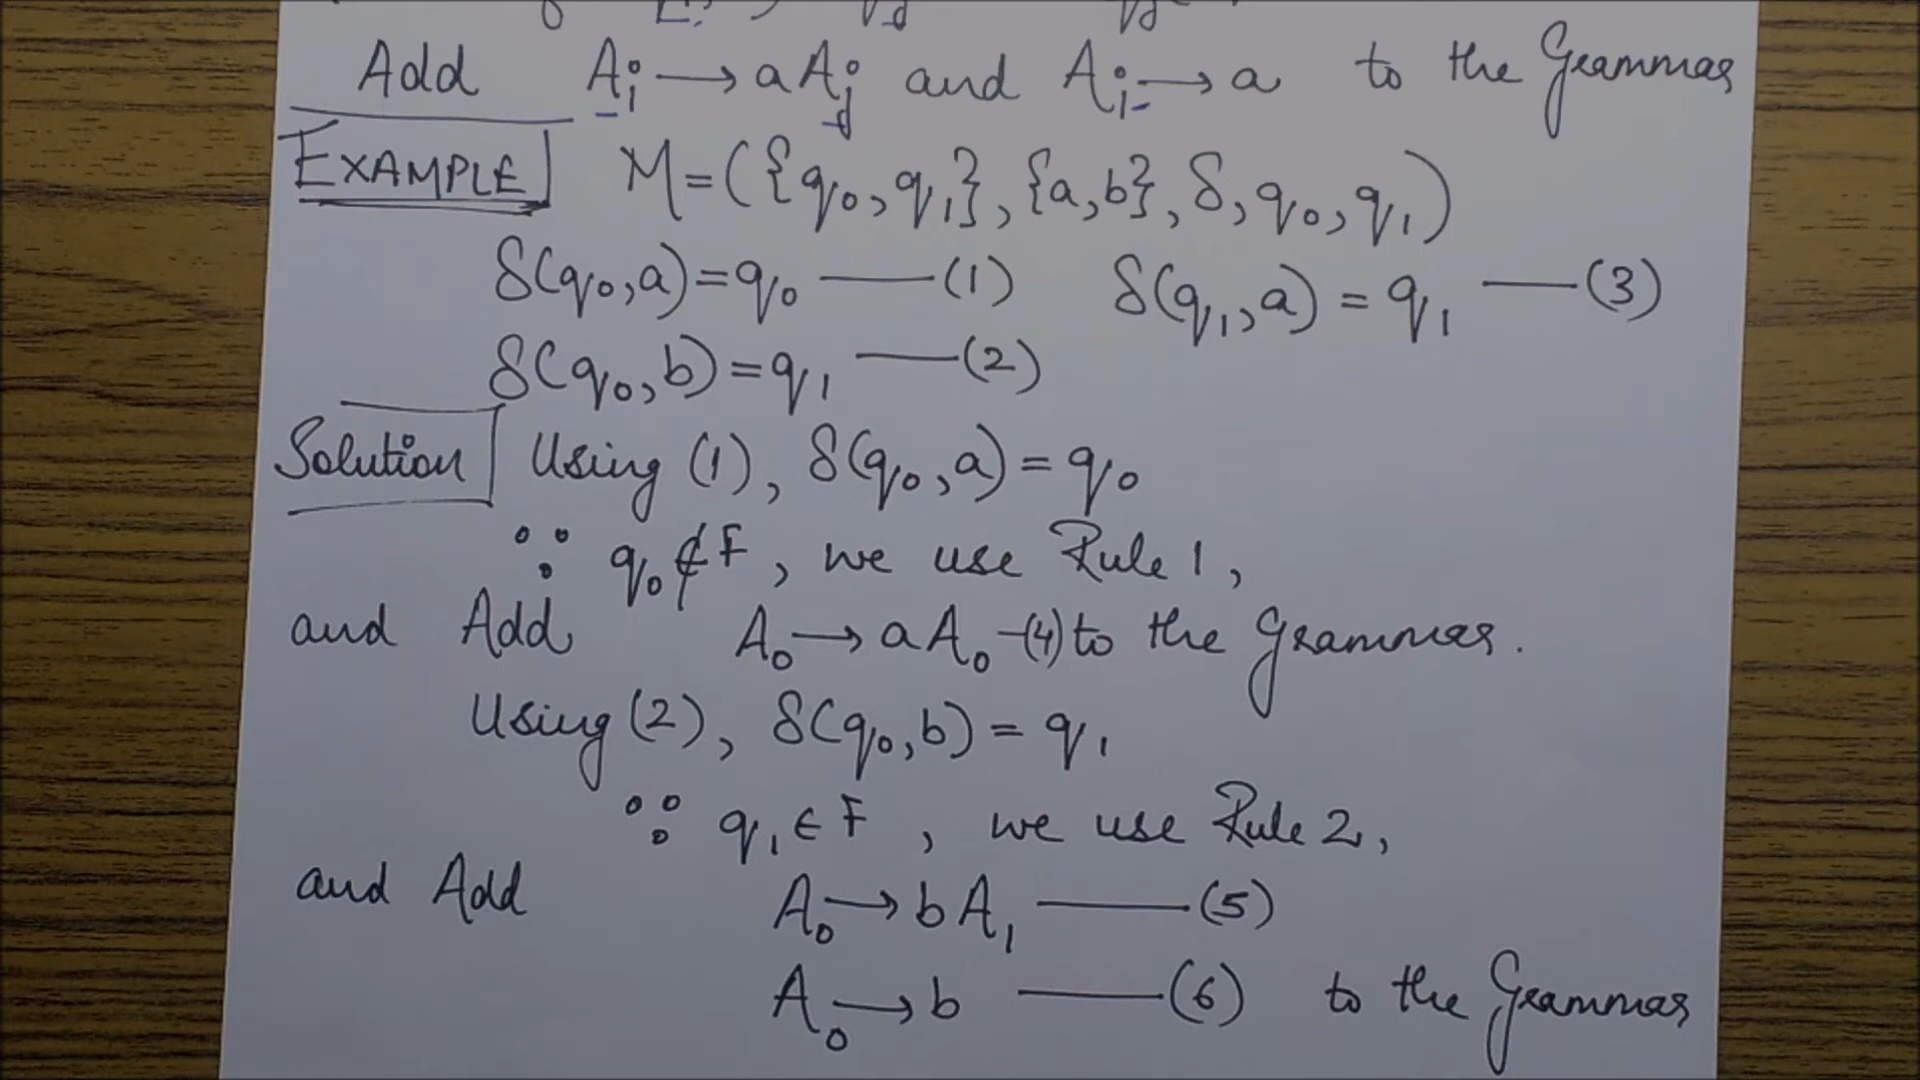 Add Ai → aAj and Ai → a to the Grammar
EXAMPLE M=({q₀,q₁},{a,b},δ,q₀,q₁)
δ(q₀,a)=q₀ —(1) δ(q₁,a)=q₁ —(3)
δ(q₀,b)=q₁ —(2)
Solution Using (1), δ(q₀,a)=q₀
∵ q₀∉F, we use Rule 1,
and Add A₀→aA₀ -(4) to the Grammar.
Using (2), δ(q₀,b)=q₁
∵ q₁∈F, we use Rule 2,
and Add A₀→bA₁ —(5)
A₀→b —(6) to the Grammar